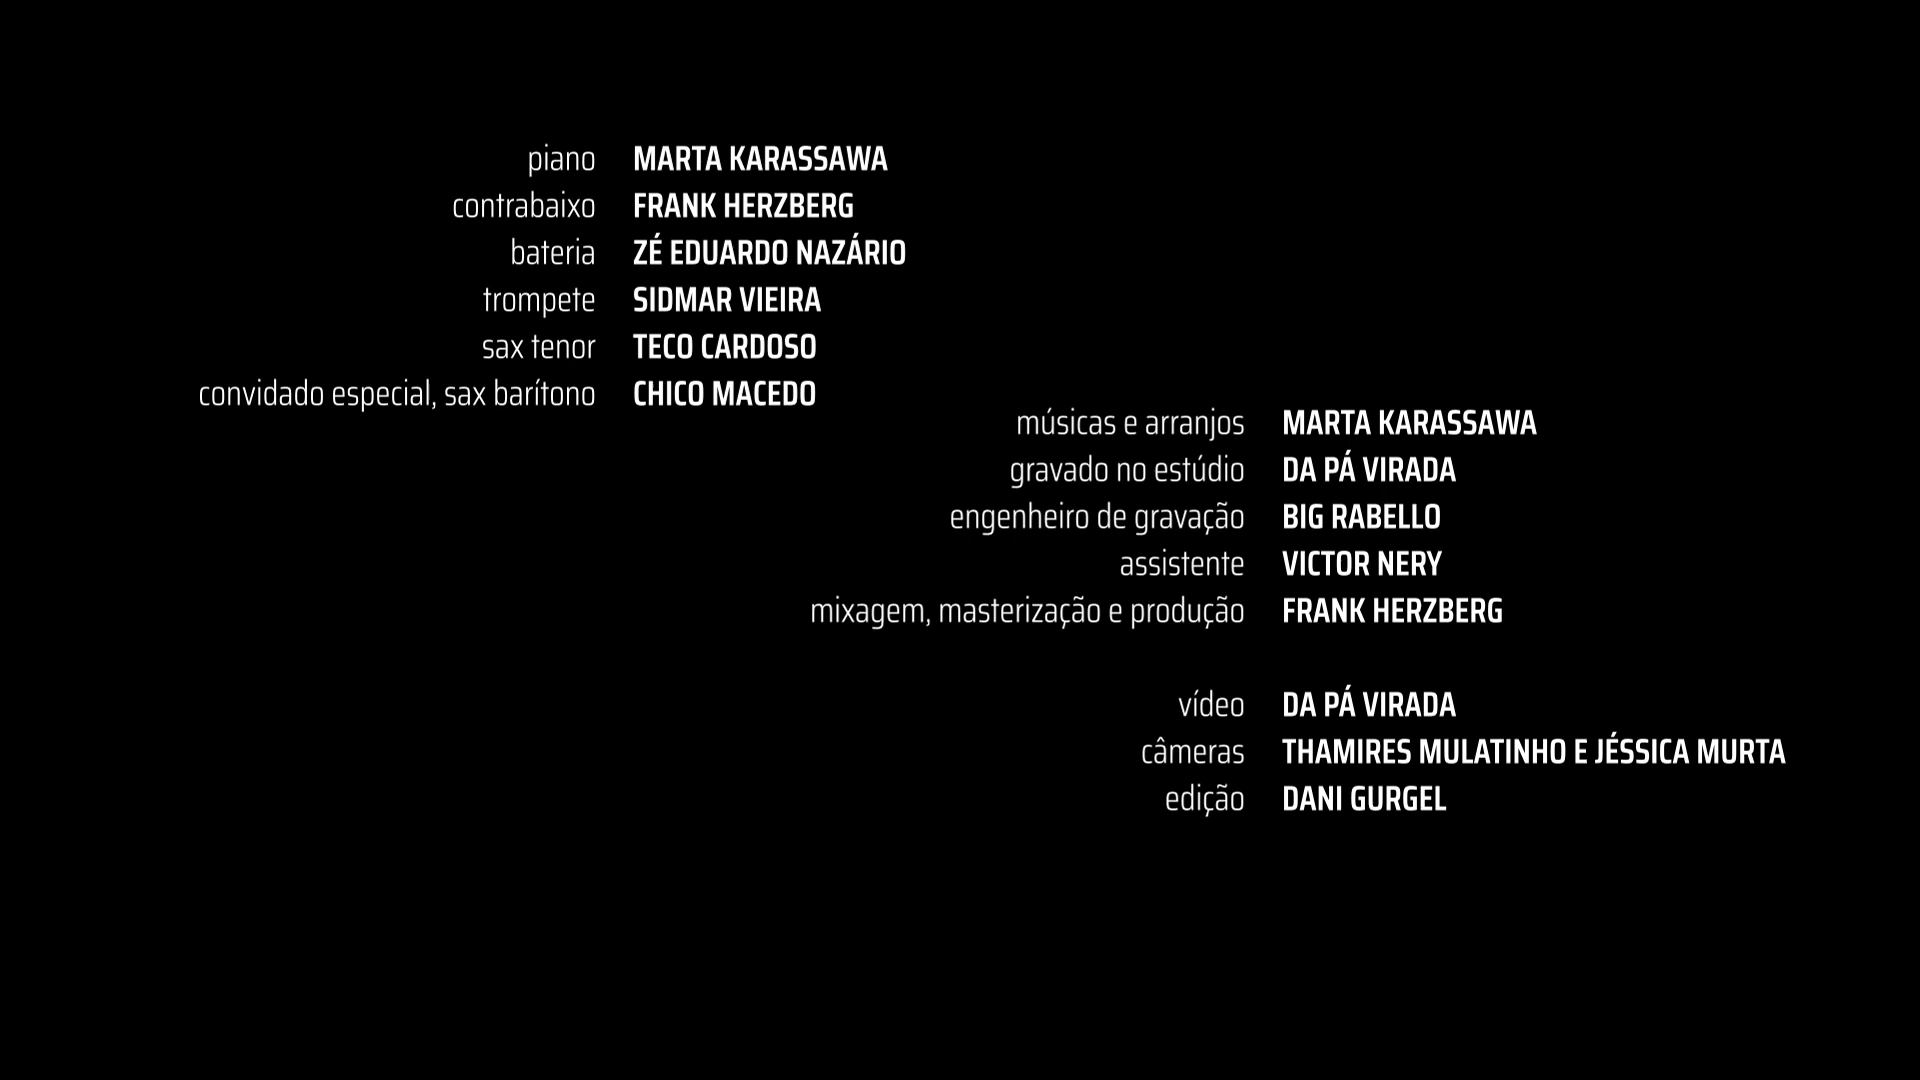 piano MARTA KARASSAWA
contrabaixo FRANK HERZBERG
bateria ZÉ EDUARDO NAZÁRIO
trompete SIDMAR VIEIRA
sax tenor TECO CARDOSO
convidado especial, sax barítono CHICO MACEDO
músicas e arranjos MARTA KARASSAWA
gravado no estúdio DA PÁ VIRADA
engenheiro de gravação BIG RABELLO
assistente VICTOR NERY
mixagem, masterização e produção FRANK HERZBERG
vídeo DA PÁ VIRADA
câmeras THAMIRES MULATINHO E JÉSSICA MURTA
edição DANI GURGEL